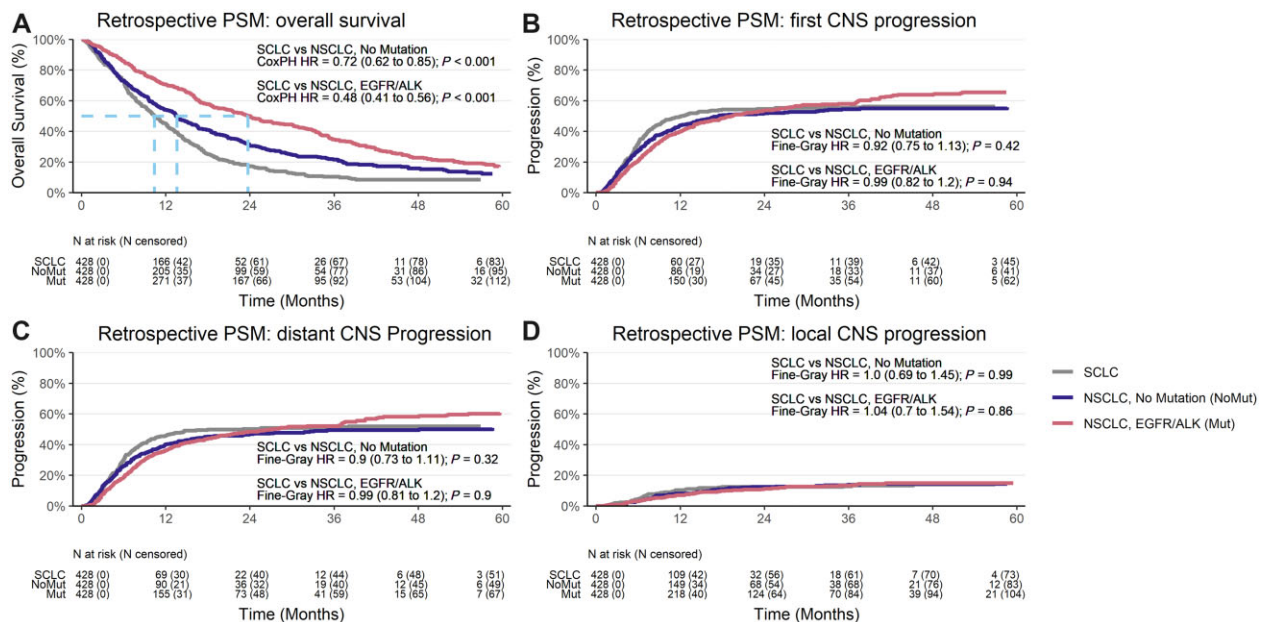 A Retrospective PSM: overall survival
100%
80%
60%
40%
20%
0%
Overall Survival (%)
SCLC vs NSCLC, No Mutation
CoxPH HR = 0.72 (0.62 to 0.85); P < 0.001
SCLC vs NSCLC, EGFR/ALK
CoxPH HR = 0.48 (0.41 to 0.56); P < 0.001
0 12 24 36 48 60
N at risk (N censored)
SCLC 428 (0) 166 (42) 52 (61) 26 (67) 11 (78) 6 (83)
NoMut 428 (0) 205 (35) 99 (59) 54 (77) 31 (86) 16 (95)
Mut 428 (0) 271 (37) 167 (66) 95 (92) 53 (104) 32 (112)
Time (Months)
B Retrospective PSM: first CNS progression
100%
80%
60%
40%
20%
0%
Progression (%)
SCLC vs NSCLC, No Mutation
Fine-Gray HR = 0.92 (0.75 to 1.13); P = 0.42
SCLC vs NSCLC, EGFR/ALK
Fine-Gray HR = 0.99 (0.82 to 1.2); P = 0.94
0 12 24 36 48 60
N at risk (N censored)
SCLC 428 (0) 60 (27) 19 (35) 11 (39) 6 (42) 3 (45)
NoMut 428 (0) 86 (19) 34 (27) 18 (33) 11 (37) 6 (41)
Mut 428 (0) 150 (30) 67 (45) 35 (54) 11 (60) 5 (62)
Time (Months)
C Retrospective PSM: distant CNS Progression
100%
80%
60%
40%
20%
0%
Progression (%)
SCLC vs NSCLC, No Mutation
Fine-Gray HR = 0.9 (0.73 to 1.11); P = 0.32
SCLC vs NSCLC, EGFR/ALK
Fine-Gray HR = 0.99 (0.81 to 1.2); P = 0.9
0 12 24 36 48 60
N at risk (N censored)
SCLC 428 (0) 69 (30) 22 (40) 12 (44) 6 (48) 3 (51)
NoMut 428 (0) 90 (21) 36 (32) 19 (40) 12 (45) 6 (49)
Mut 428 (0) 155 (31) 73 (48) 41 (59) 15 (65) 7 (67)
Time (Months)
D Retrospective PSM: local CNS progression
100%
80%
60%
40%
20%
0%
Progression (%)
SCLC vs NSCLC, No Mutation
Fine-Gray HR = 1.0 (0.69 to 1.45); P = 0.99
SCLC vs NSCLC, EGFR/ALK
Fine-Gray HR = 1.04 (0.7 to 1.54); P = 0.86
0 12 24 36 48 60
N at risk (N censored)
SCLC 428 (0) 109 (42) 32 (56) 18 (61) 7 (70) 4 (73)
NoMut 428 (0) 149 (34) 68 (54) 38 (68) 21 (76) 12 (83)
Mut 428 (0) 218 (40) 124 (64) 70 (84) 39 (94) 21 (104)
Time (Months)
SCLC
NSCLC, No Mutation (NoMut)
NSCLC, EGFR/ALK (Mut)